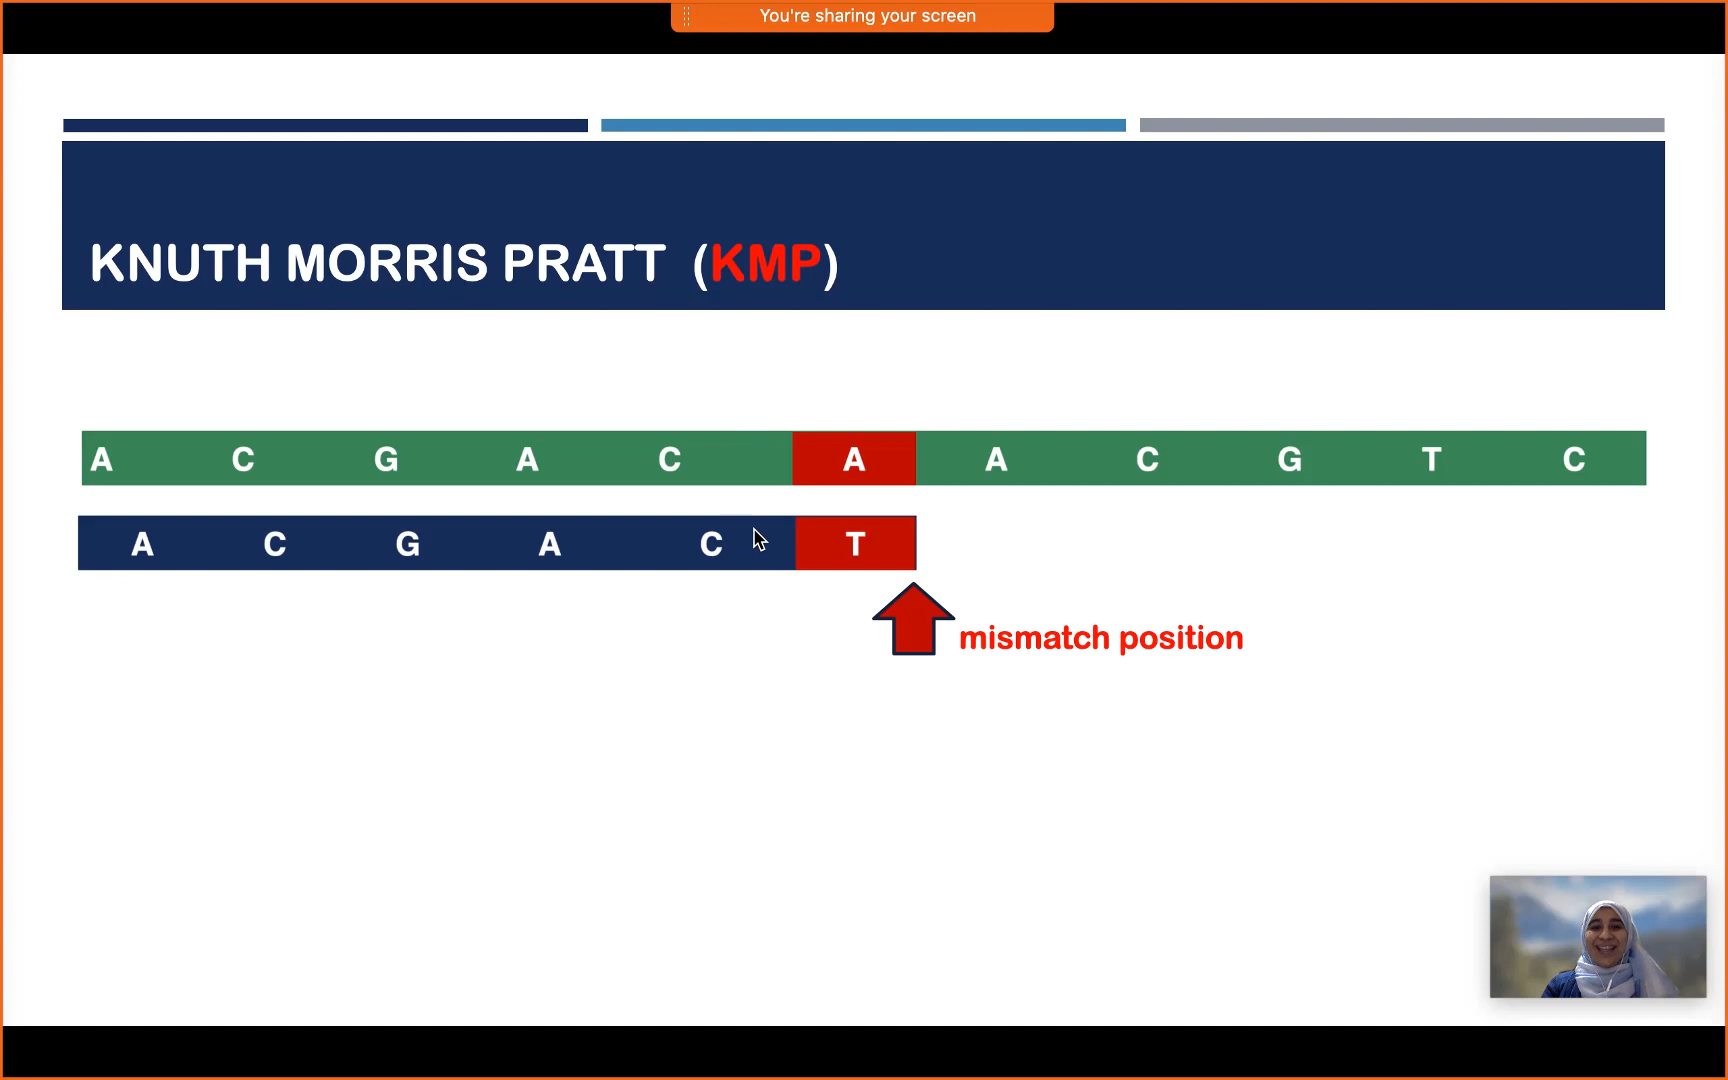 You're sharing your screen
KNUTH MORRIS PRATT (KMP)
A C G A C A A C G T C
A C G A C T
mismatch position